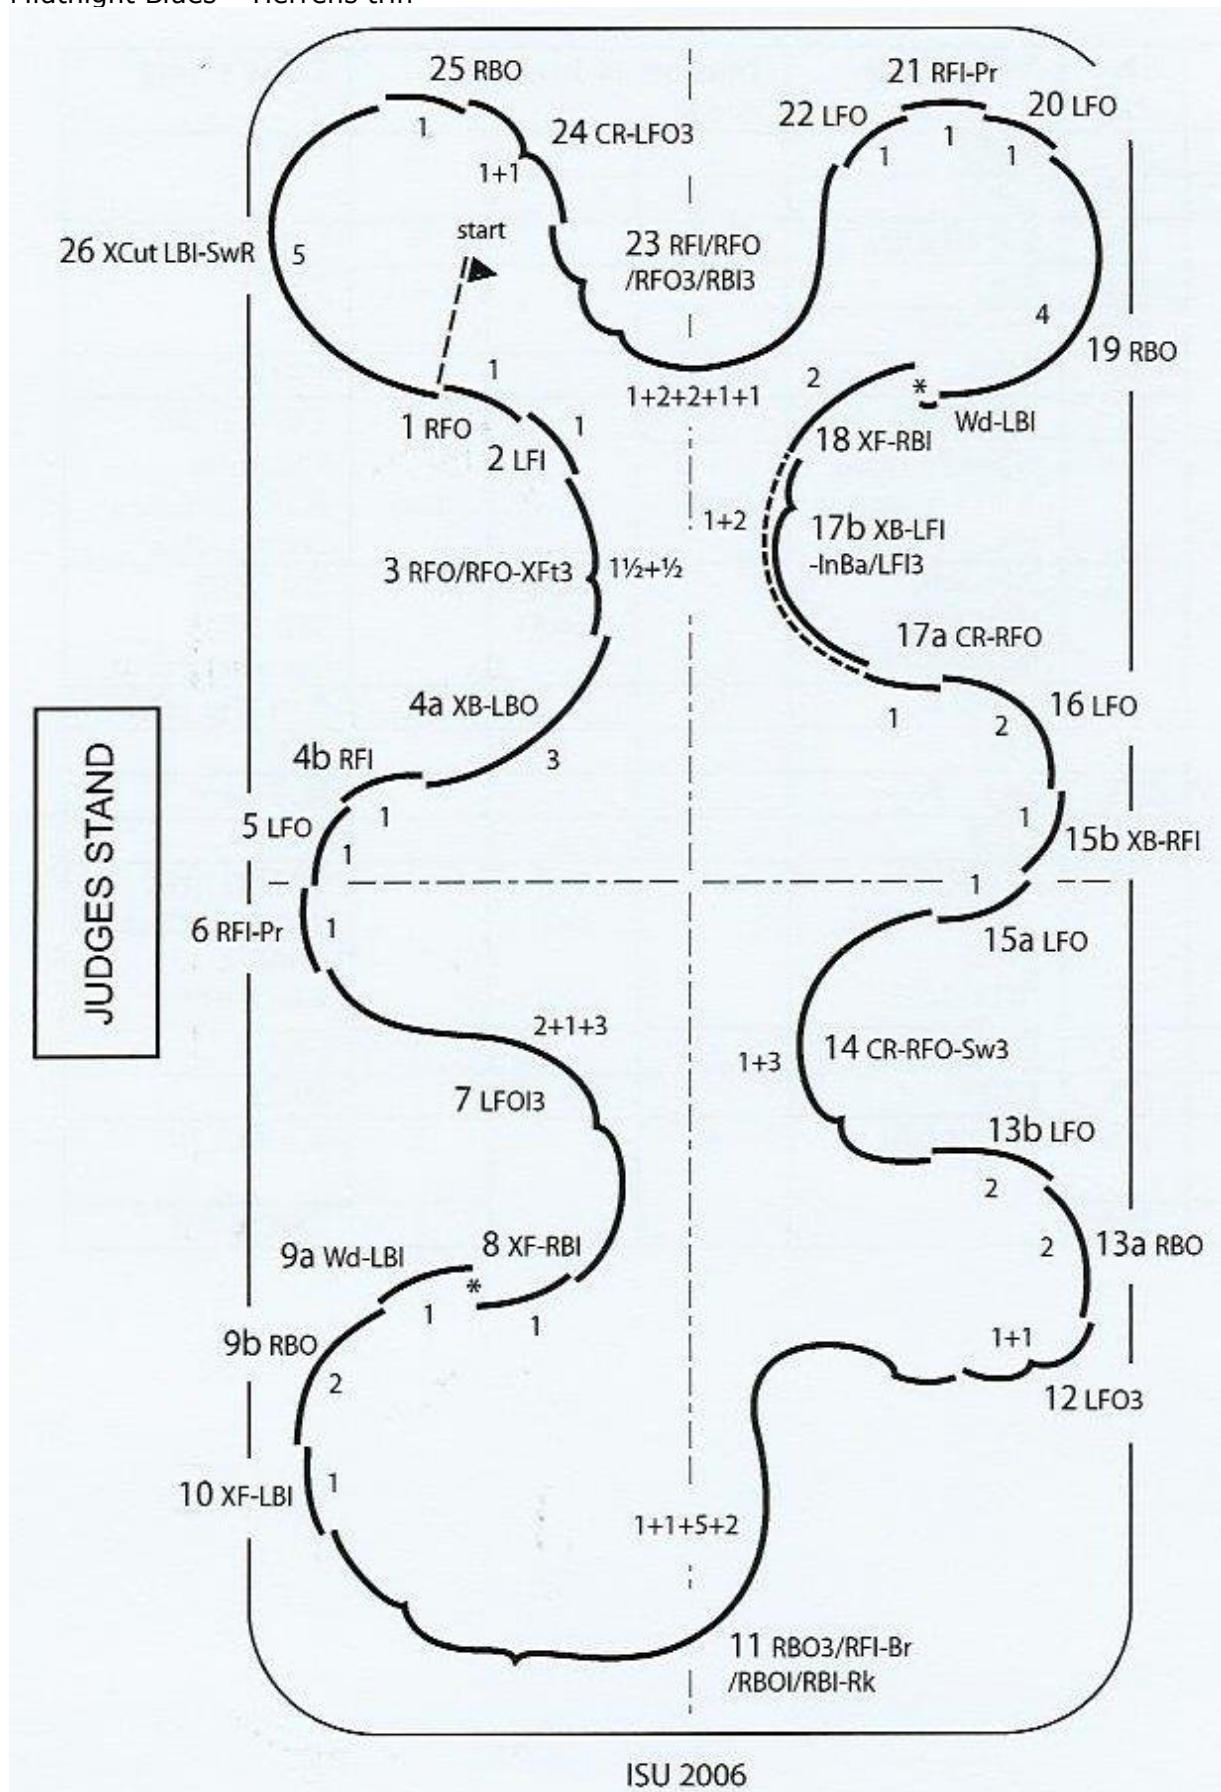 Midtnight Blues - Herrens trin
25 RBO
1
24 CR-LFO3
1+1
21 RFI-Pr
22 LFO
20 LFO
1
1
1
start
26 XCut LBI-SwR
5
23 RFI/RFO
/RFO3/RBI3
1+2+2+1+1
4
19 RBO
1
1 RFO
2 LFI
1
2
*
Wd-LBI
18 XF-RBI
1+2
17b XB-LFI
-InBa/LFI3
3 RFO/RFO-XFt3
1½+½
17a CR-RFO
1
16 LFO
2
4a XB-LBO
3
4b RFI
1
5 LFO
1
1
15b XB-RFI
1
15a LFO
JUDGES STAND
6 RFI-Pr
1
2+1+3
7 LFOI3
1+3
14 CR-RFO-Sw3
13b LFO
2
2
13a RBO
9a Wd-LBI
8 XF-RBI
*
1
1
9b RBO
2
1+1
12 LFO3
10 XF-LBI
1
1+1+5+2
11 RBO3/RFI-Br
/RBOI/RBI-Rk
ISU 2006